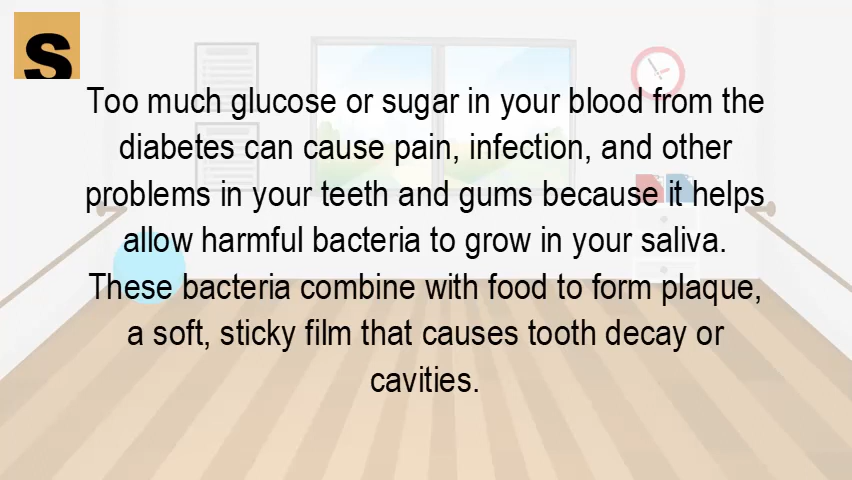 S
Too much glucose or sugar in your blood from the
diabetes can cause pain, infection, and other
problems in your teeth and gums because it helps
allow harmful bacteria to grow in your saliva.
These bacteria combine with food to form plaque,
a soft, sticky film that causes tooth decay or
cavities.